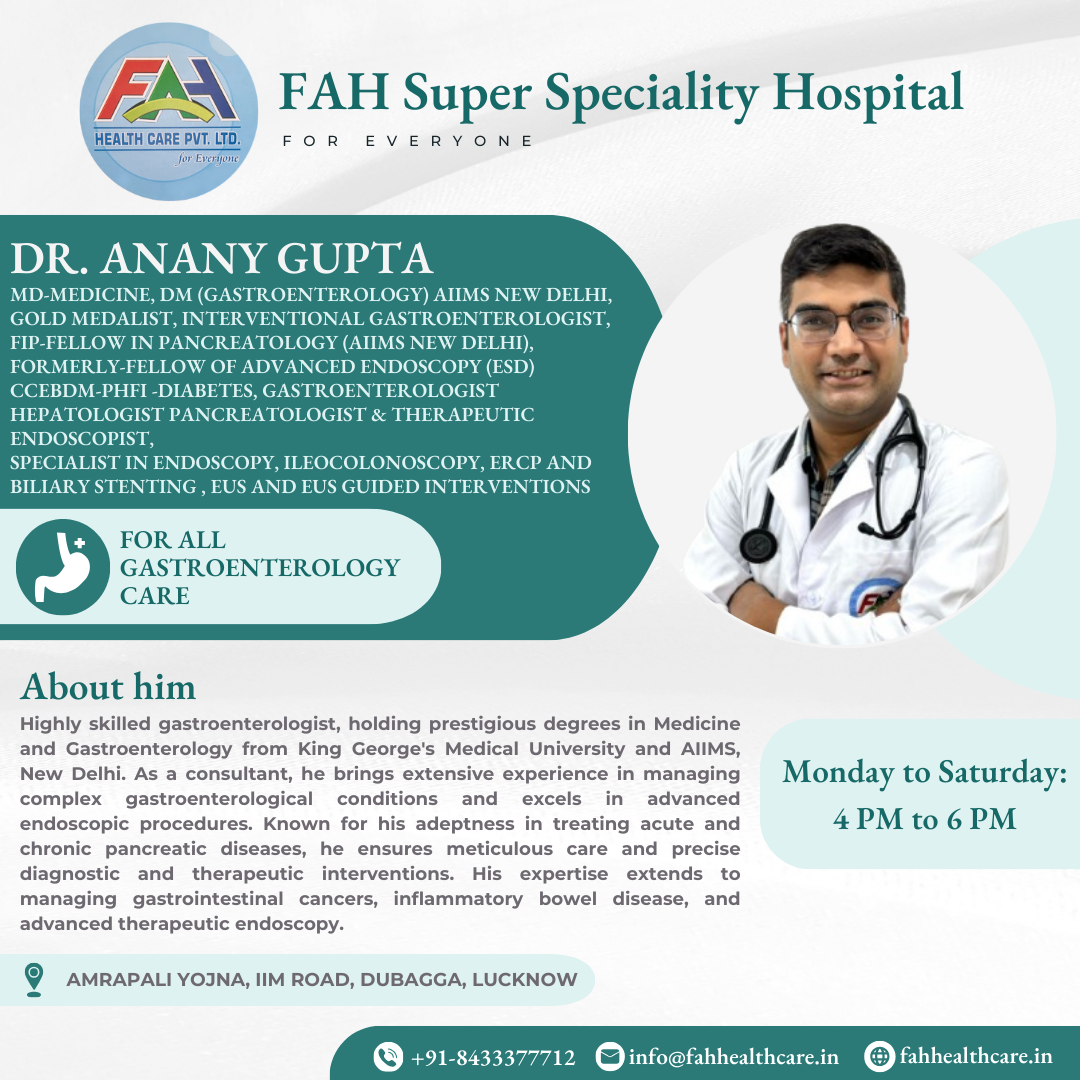 FAH
HEALTH CARE PVT. LTD.
for Everyone
FAH Super Speciality Hospital
FOR EVERYONE
DR. ANANY GUPTA
MD-MEDICINE, DM (GASTROENTEROLOGY) AIIMS NEW DELHI,
GOLD MEDALIST, INTERVENTIONAL GASTROENTEROLOGIST,
FIP-FELLOW IN PANCREATOLOGY (AIIMS NEW DELHI),
FORMERLY-FELLOW OF ADVANCED ENDOSCOPY (ESD)
CCEBDM-PHFI -DIABETES, GASTROENTEROLOGIST
HEPATOLOGIST PANCREATOLOGIST & THERAPEUTIC
ENDOSCOPIST,
SPECIALIST IN ENDOSCOPY, ILEOCOLONOSCOPY, ERCP AND
BILIARY STENTING , EUS AND EUS GUIDED INTERVENTIONS
FOR ALL
GASTROENTEROLOGY
CARE
About him
Highly skilled gastroenterologist, holding prestigious degrees in Medicine
and Gastroenterology from King George's Medical University and AIIMS,
New Delhi. As a consultant, he brings extensive experience in managing
complex gastroenterological conditions and excels in advanced
endoscopic procedures. Known for his adeptness in treating acute and
chronic pancreatic diseases, he ensures meticulous care and precise
diagnostic and therapeutic interventions. His expertise extends to
managing gastrointestinal cancers, inflammatory bowel disease, and
advanced therapeutic endoscopy.
Monday to Saturday:
4 PM to 6 PM
AMRAPALI YOJNA, IIM ROAD, DUBAGGA, LUCKNOW
+91-8433377712
info@fahhealthcare.in
fahhealthcare.in